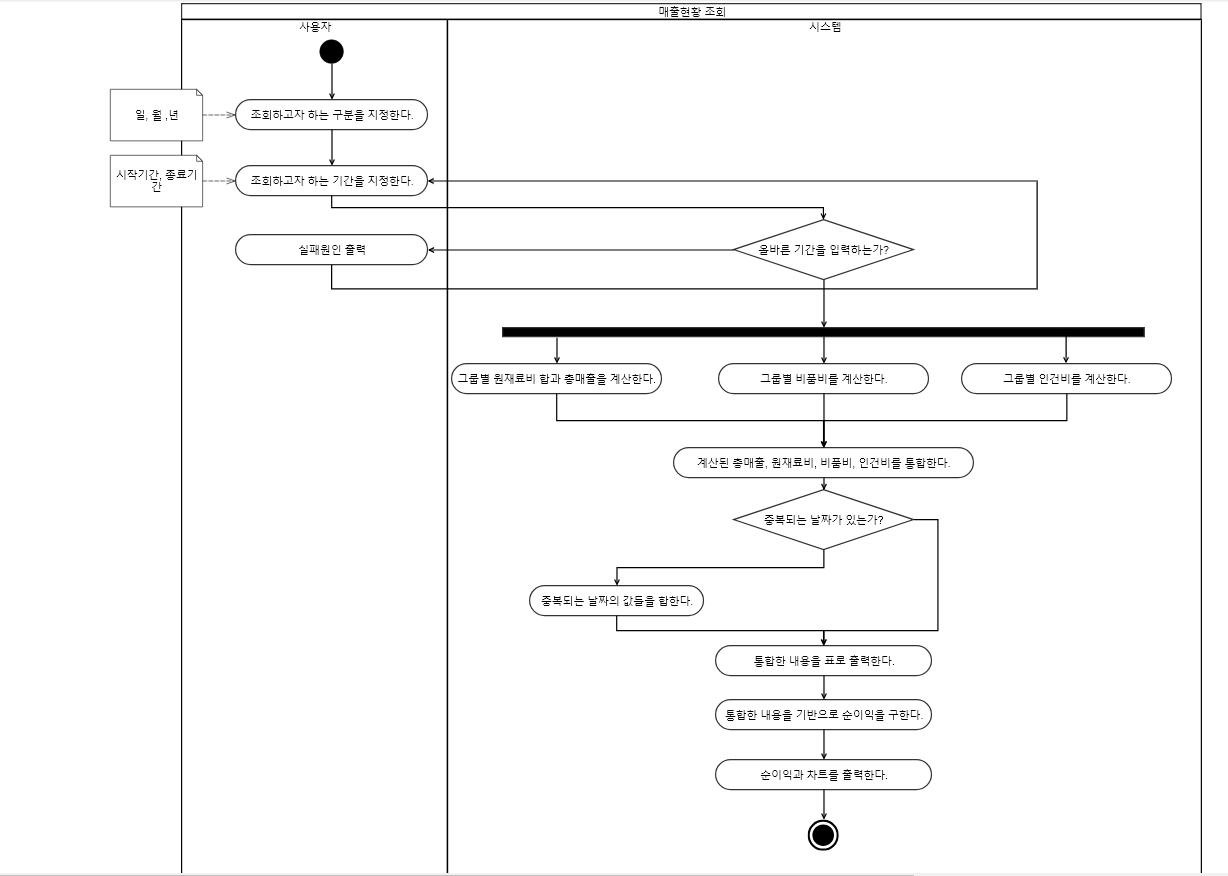 매출현황 조회
사용자
시스템
일, 월 ,년
조회하고자 하는 구분을 지정한다.
시작기간, 종료기
간
조회하고자 하는 기간을 지정한다.
실패원인 출력
올바른 기간을 입력하는가?
그룹별 원재료비 합과 총매출을 계산한다.
그룹별 비품비를 계산한다.
그룹별 인건비를 계산한다.
계산된 총매출, 원재료비, 비품비, 인건비를 통합한다.
중복되는 날짜가 있는가?
중복되는 날짜의 값들을 합한다.
통합한 내용을 표로 출력한다.
통합한 내용을 기반으로 순이익을 구한다.
순이익과 차트를 출력한다.